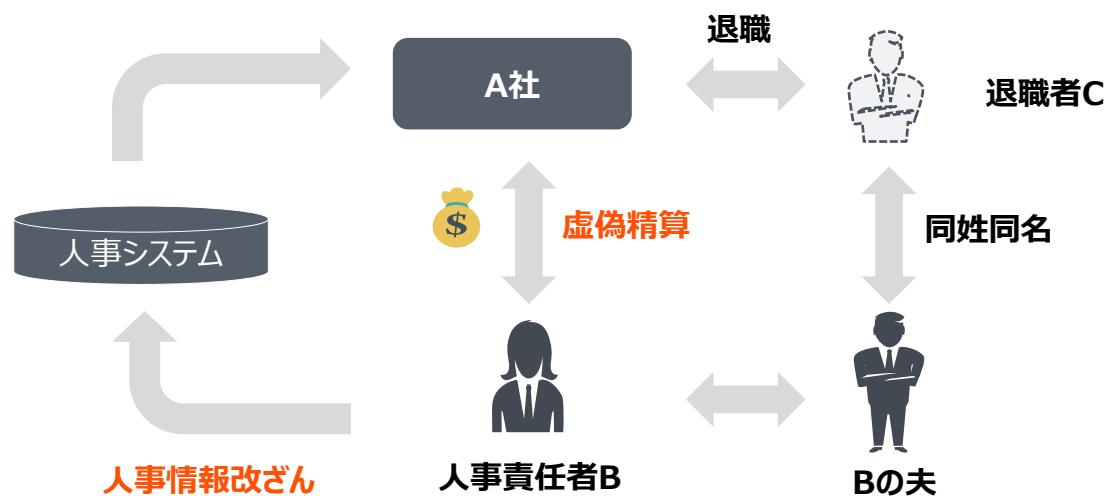 退職
A社
退職者C
$
虚偽精算
同姓同名
人事システム
人事情報改ざん
人事責任者B
Bの夫